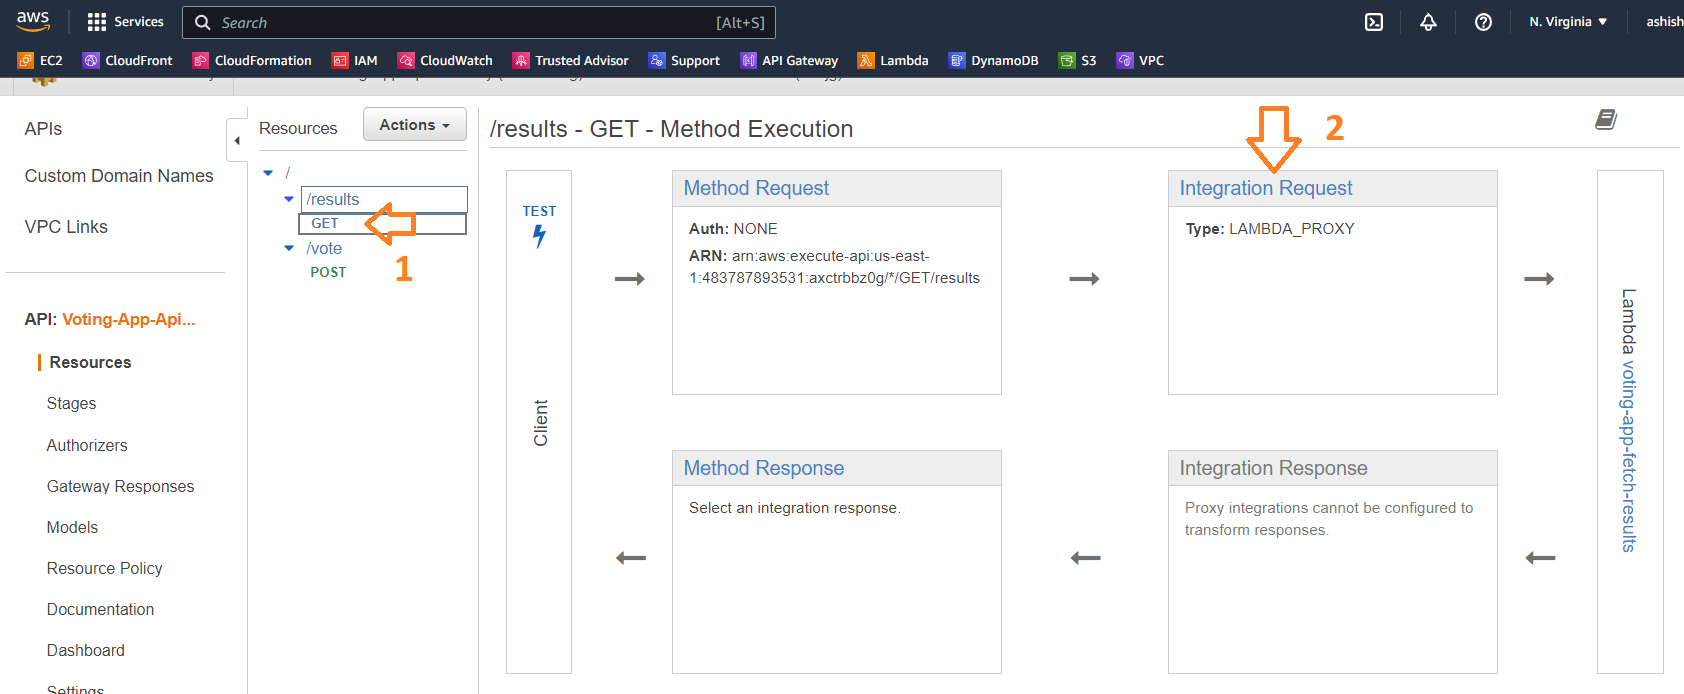 aws Services Search [Alt+S] N. Virginia ▼ ashish
EC2 CloudFront CloudFormation IAM CloudWatch Trusted Advisor Support API Gateway Lambda DynamoDB S3 VPC
APIs
Custom Domain Names
VPC Links
API: Voting-App-Api...
Resources
Stages
Authorizers
Gateway Responses
Models
Resource Policy
Documentation
Dashboard
Settings
Resources Actions
/
/results
GET
/vote
POST
1
/results - GET - Method Execution
2
TEST
Client
Method Request
Auth: NONE
ARN: arn:aws:execute-api:us-east-
1:483787893531:axctrbbz0g/*/GET/results
Integration Request
Type: LAMBDA_PROXY
Lambda voting-app-fetch-results
Method Response
Select an integration response.
Integration Response
Proxy integrations cannot be configured to
transform responses.